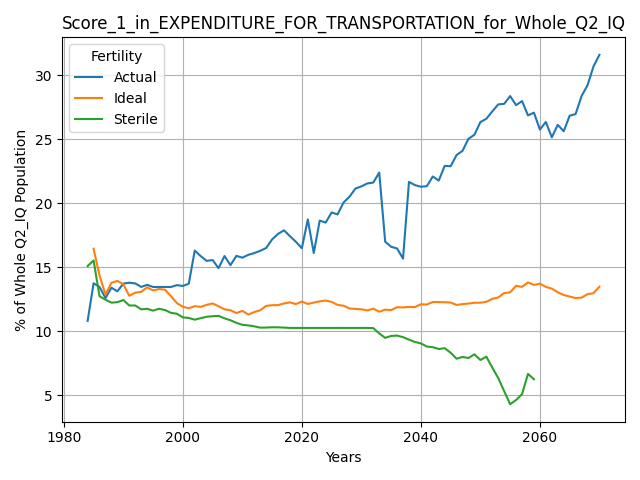 Score_1_in_EXPENDITURE_FOR_TRANSPORTATION_for_Whole_Q2_IQ
Fertility
Actual
Ideal
Sterile
% of Whole Q2_IQ Population
30
25
20
15
10
5
1980 2000 2020 2040 2060
Years